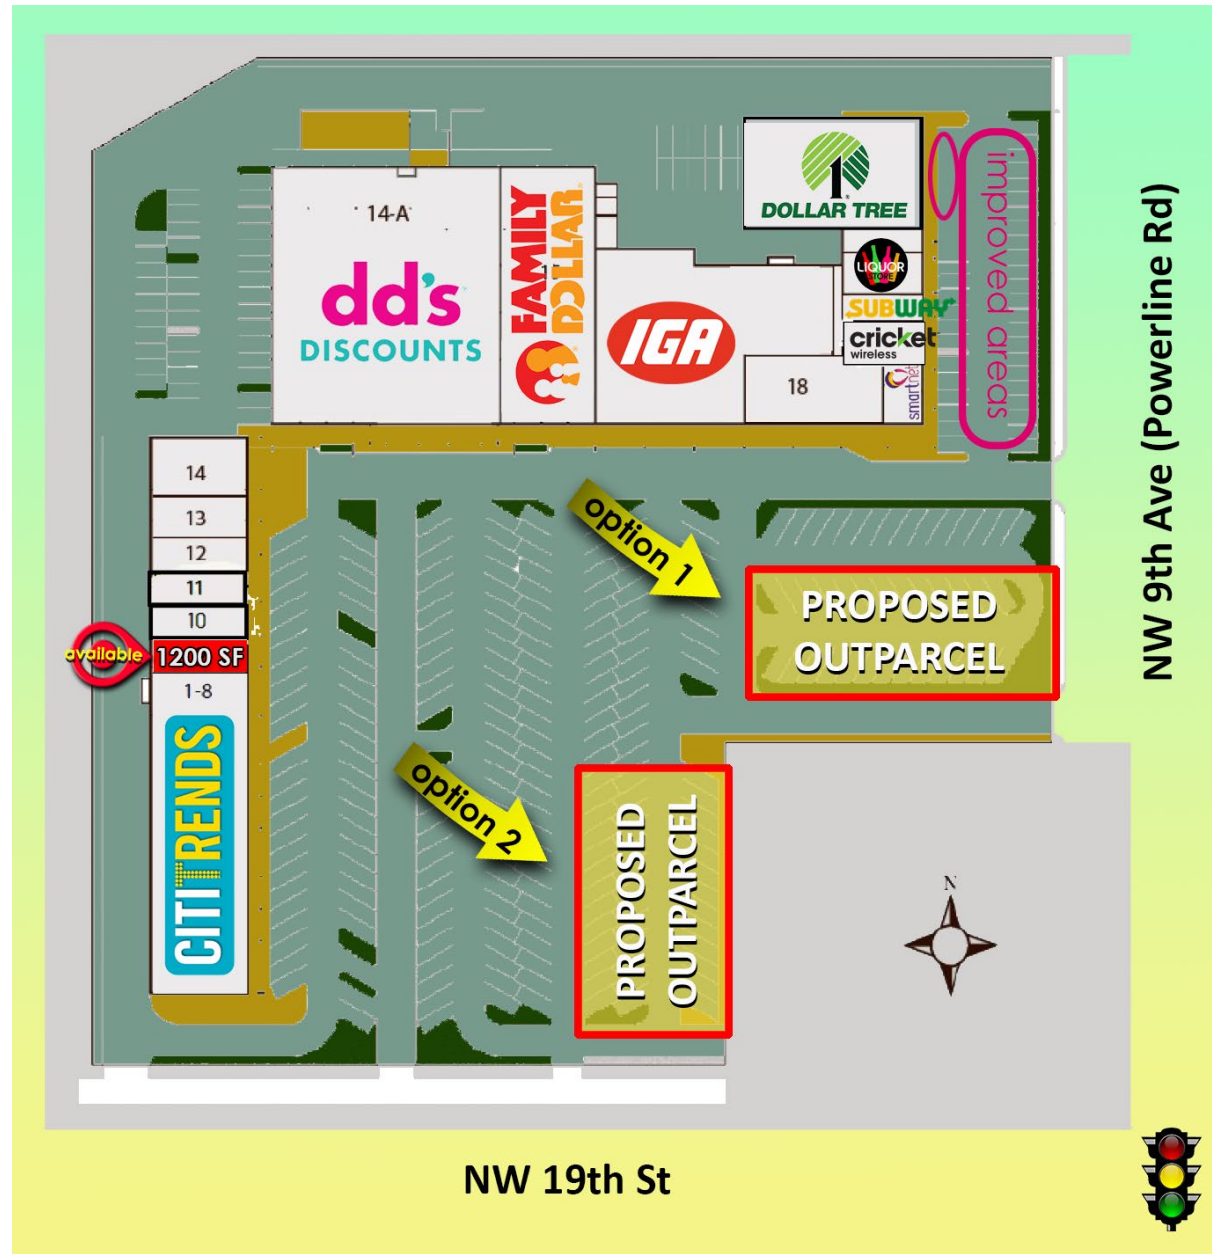 14-A
dd's
DISCOUNTS
FAMILY
DOLLAR
IGA
DOLLAR TREE
1
LIQUOR
STORE
SUBWAY
cricket
wireless
smartnet
18
improved areas
NW 9th Ave (Powerline Rd)
14
13
12
11
10
available
1200 SF
1-8
CITITRENDS
option 1
PROPOSED
OUTPARCEL
option 2
PROPOSED
OUTPARCEL
N
NW 19th St